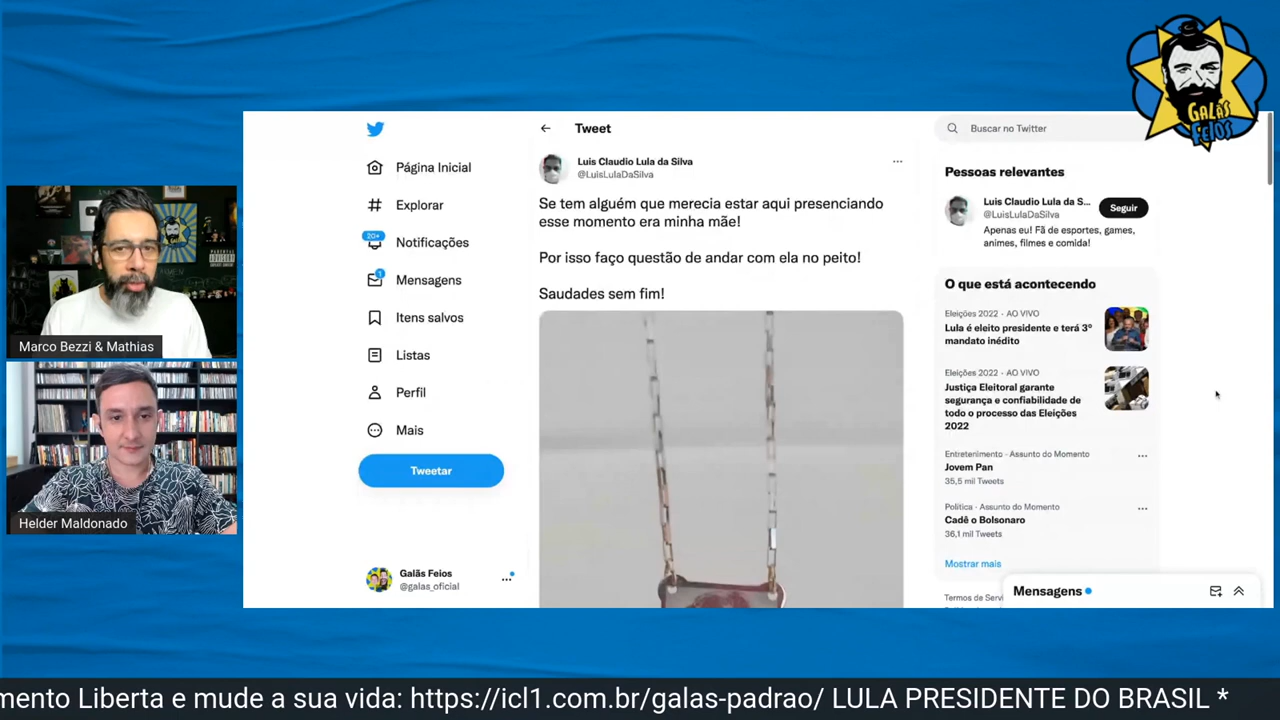 GALÃS
FEIOS
Marco Bezzi & Mathias
Helder Maldonado
Página Inicial
Explorar
20+
Notificações
1
Mensagens
Itens salvos
Listas
Perfil
Mais
Tweetar
Galãs Feios
@galas_oficial
Tweet
Luis Claudio Lula da Silva
@LuisLulaDaSilva
Se tem alguém que merecia estar aqui presenciando
esse momento era minha mãe!
Por isso faço questão de andar com ela no peito!
Saudades sem fim!
Buscar no Twitter
Pessoas relevantes
Luis Claudio Lula da S...
@LuisLulaDaSilva
Seguir
Apenas eu! Fã de esportes, games,
animes, filmes e comida!
O que está acontecendo
Eleições 2022 · AO VIVO
Lula é eleito presidente e terá 3º
mandato inédito
Eleições 2022 · AO VIVO
Justiça Eleitoral garante
segurança e confiabilidade de
todo o processo das Eleições
2022
Entretenimento · Assunto do Momento
Jovem Pan
35,5 mil Tweets
Política · Assunto do Momento
Cadê o Bolsonaro
36,1 mil Tweets
Mostrar mais
Termos de Servi
Mensagens
mento Liberta e mude a sua vida: https://icl1.com.br/galas-padrao/ LULA PRESIDENTE DO BRASIL *